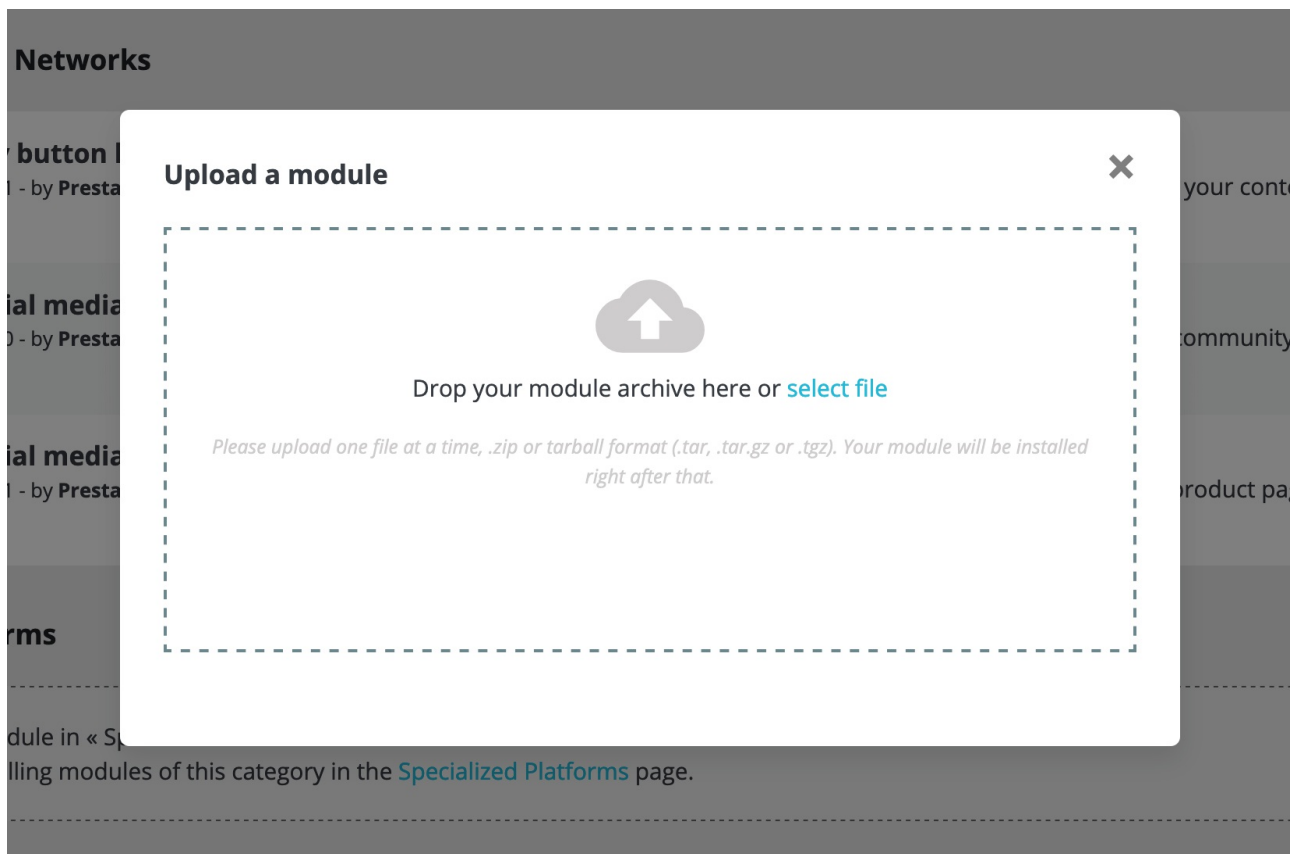 Networks
button
1 - by Presta
Upload a module
your conte
ial media
0 - by Presta
community
Drop your module archive here or select file
Please upload one file at a time, .zip or tarball format (.tar, .tar.gz or .tgz). Your module will be installed
right after that.
ial media
1 - by Presta
product pa
rms
dule in « Sp
lling modules of this category in the Specialized Platforms page.